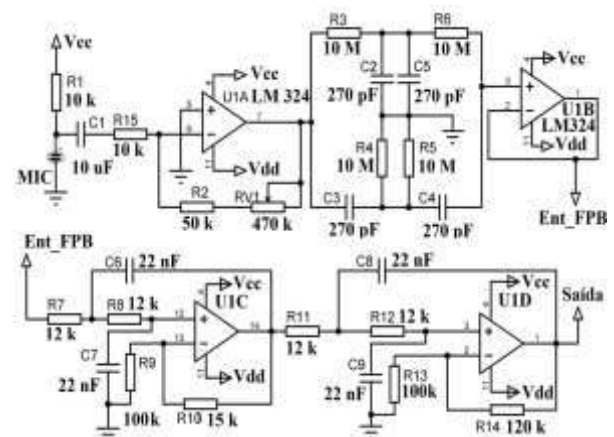 Vcc
R1
10 k
C1
10 uF
MIC
R15
10 k
U1A LM 324
Vcc
Vdd
R2
50 k
RV1
470 k
R3
10 M
R6
10 M
C2
270 pF
C5
270 pF
R4
10 M
R5
10 M
C3
270 pF
C4
270 pF
Vcc
U1B
LM324
Vdd
Ent_FPB
Ent_FPB
R7
12 k
C6
22 nF
R8
12 k
C7
22 nF
R9
100k
U1C
Vcc
Vdd
R10
15 k
R11
12 k
C8
22 nF
R12
12 k
C9
22 nF
R13
100k
U1D
Vcc
Vdd
R14
120 k
Saída